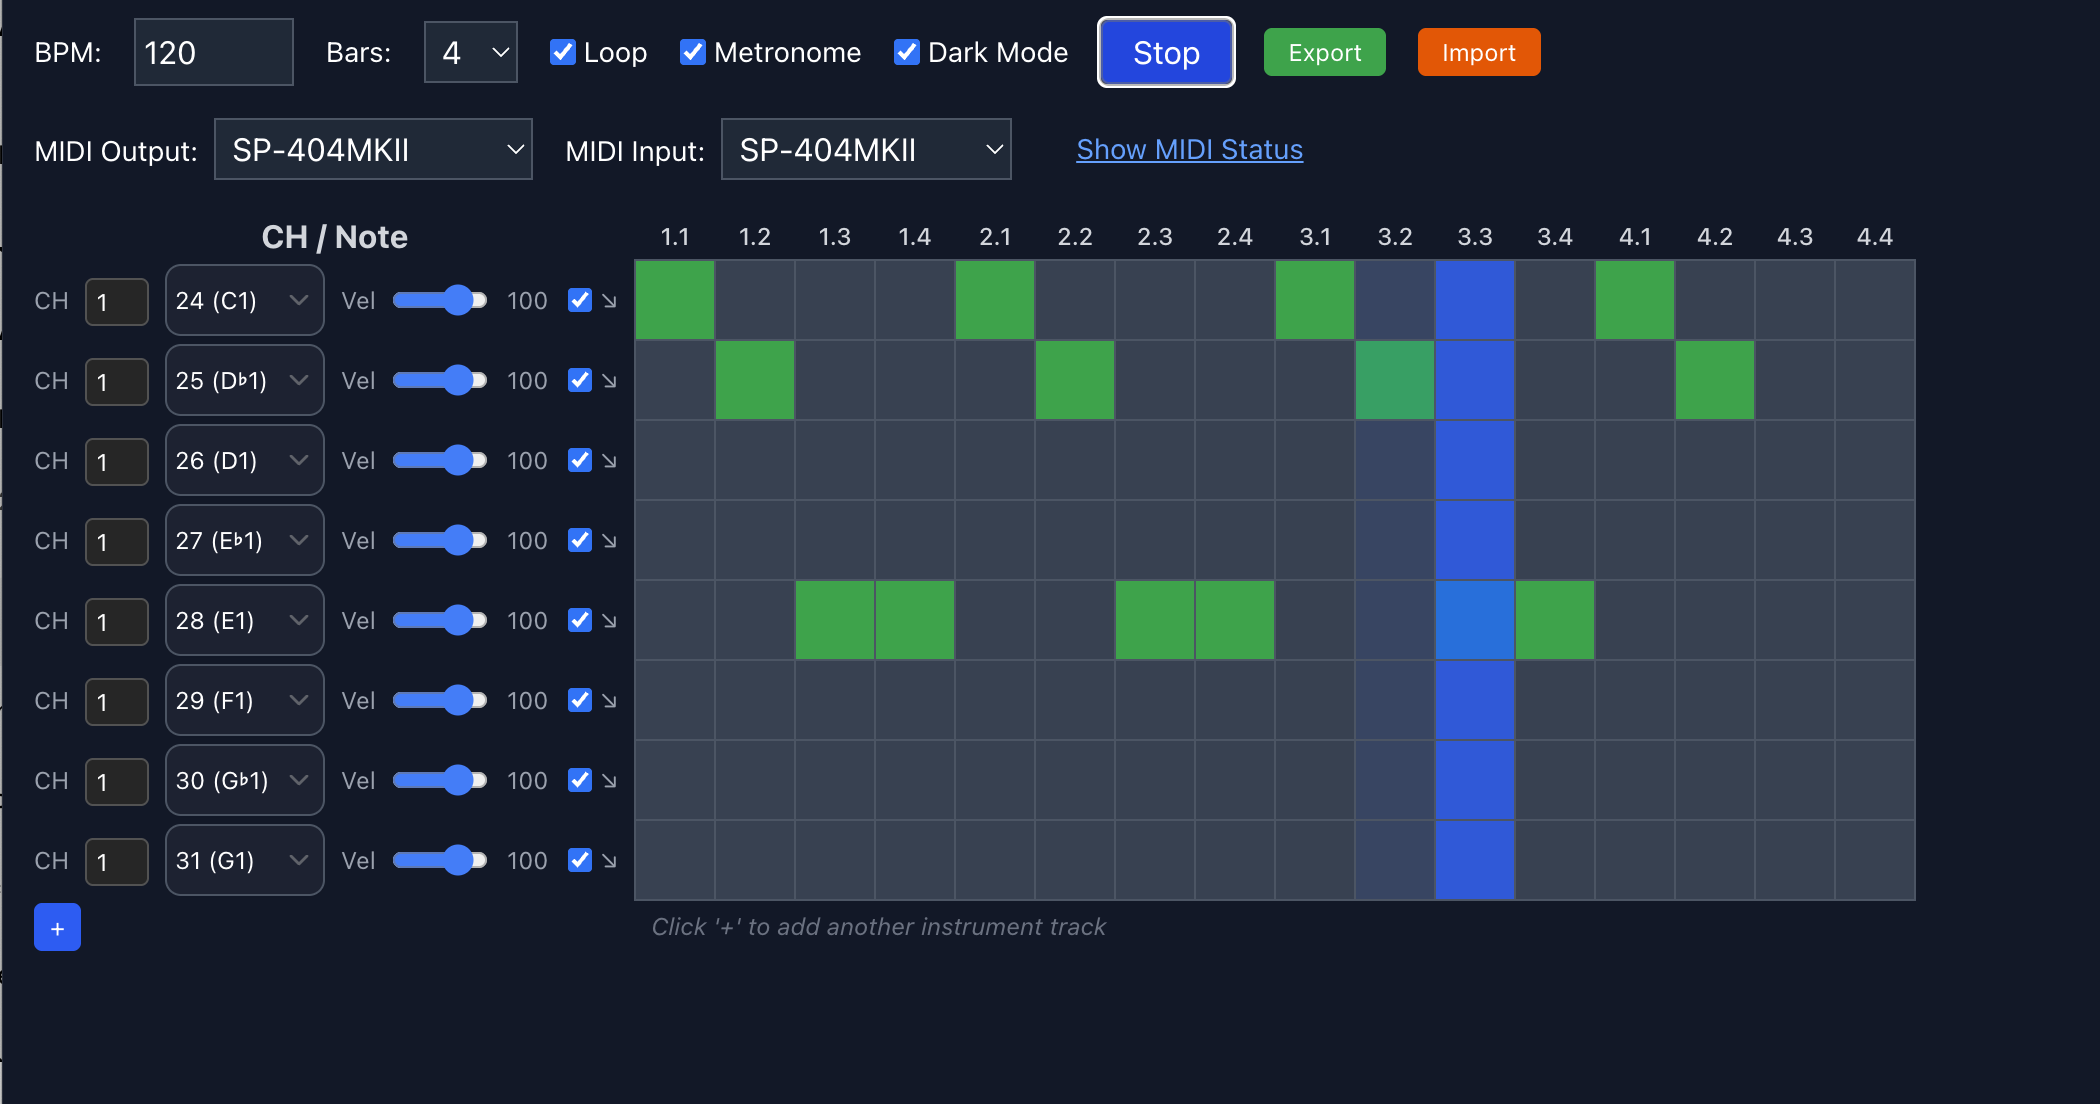 BPM: 120 Bars: 4 Loop Metronome Dark Mode Stop Export Import
MIDI Output: SP-404MKII MIDI Input: SP-404MKII Show MIDI Status
CH / Note 1.1 1.2 1.3 1.4 2.1 2.2 2.3 2.4 3.1 3.2 3.3 3.4 4.1 4.2 4.3 4.4
CH 1 24 (C1) Vel 100
CH 1 25 (D♭1) Vel 100
CH 1 26 (D1) Vel 100
CH 1 27 (E♭1) Vel 100
CH 1 28 (E1) Vel 100
CH 1 29 (F1) Vel 100
CH 1 30 (G♭1) Vel 100
CH 1 31 (G1) Vel 100
+ Click '+' to add another instrument track